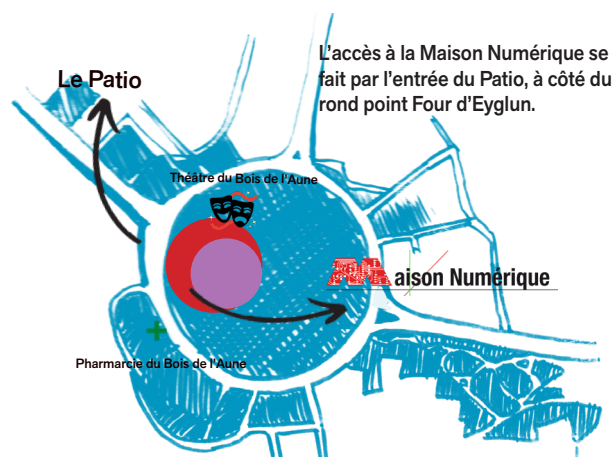 L'accès à la Maison Numérique se
fait par l'entrée du Patio, à côté du
rond point Four d'Eyglun.
Le Patio
Théâtre du Bois de l'Aune
Maison Numérique
Pharmarcie du Bois de l'Aune